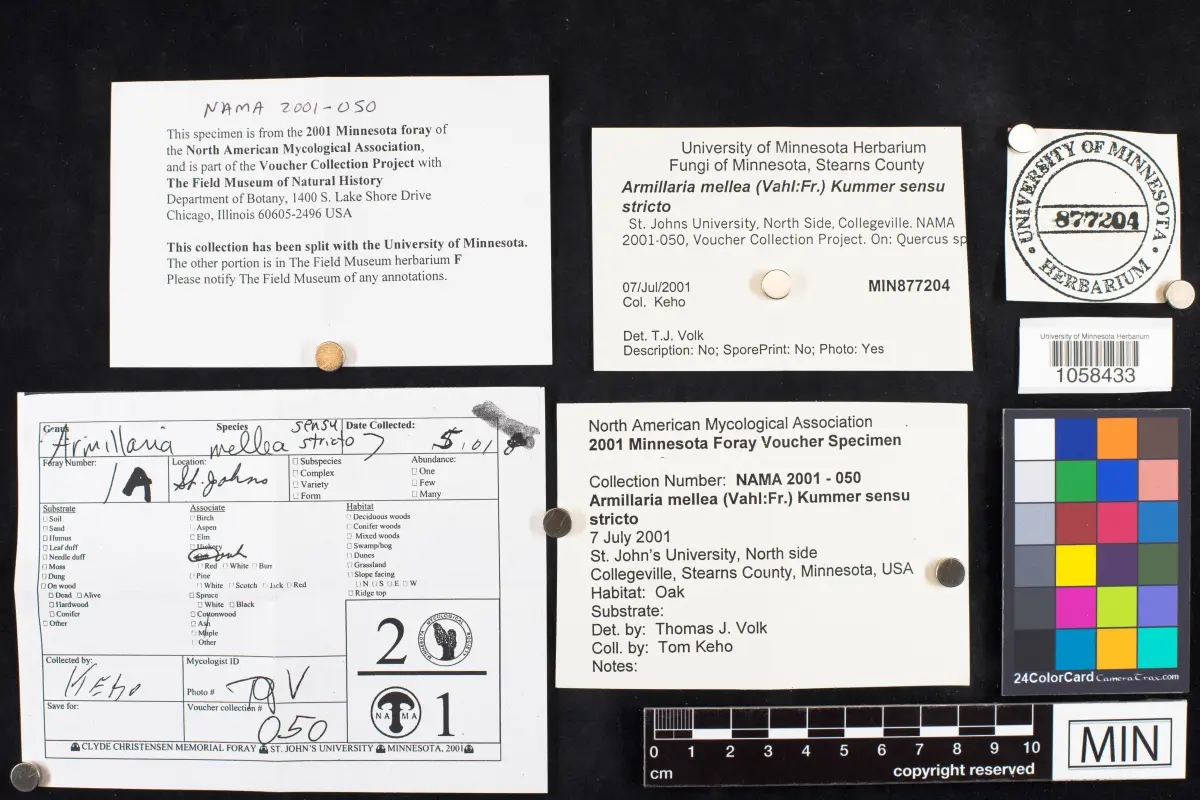 NAMA 2001-050
This specimen is from the 2001 Minnesota foray of
the North American Mycological Association,
and is part of the Voucher Collection Project with
The Field Museum of Natural History
Department of Botany, 1400 S. Lake Shore Drive
Chicago, Illinois 60605-2496 USA
This collection has been split with the University of Minnesota.
The other portion is in The Field Museum herbarium F
Please notify The Field Museum of any annotations.
University of Minnesota Herbarium
Fungi of Minnesota, Stearns County
Armillaria mellea (Vahl:Fr.) Kummer sensu
stricto
St. Johns University, North Side, Collegeville. NAMA
2001-050, Voucher Collection Project. On: Quercus sp
07/Jul/2001
Col. Keho
MIN877204
Det. T.J. Volk
Description: No; SporePrint: No; Photo: Yes
UNIVERSITY OF MINNESOTA
877204
HERBARIUM
University of Minnesota Herbarium
1058433
Genus Species Date Collected:
Armillaria mellea sensu stricto
Foray Number: Location:
1A St. Johns
Subspecies
Complex
Variety
Form
Abundance:
One
Few
Many
Substrate
Soil
Sand
Humus
Leaf duff
Needle duff
Moss
Dung
On wood
Dead Alive
Hardwood
Conifer
Other
Associate
Birch
Aspen
Elm
Hickory
Red White Burr
Pine
White Scotch Jack Red
Spruce
White Black
Cottonwood
Ash
Maple
Other
Habitat
Deciduous woods
Conifer woods
Mixed woods
Swamp/bog
Dunes
Grassland
Slope facing
N S E W
Ridge top
2
MINNESOTA MYCOLOGICAL SOCIETY
NAMA
1
Collected by:
Keho
Mycologist ID
Photo #
TJV
Save for:
Voucher collection #
050
CLYDE CHRISTENSEN MEMORIAL FORAY ST. JOHN'S UNIVERSITY MINNESOTA, 2001
North American Mycological Association
2001 Minnesota Foray Voucher Specimen
Collection Number: NAMA 2001 - 050
Armillaria mellea (Vahl:Fr.) Kummer sensu
stricto
7 July 2001
St. John's University, North side
Collegeville, Stearns County, Minnesota, USA
Habitat: Oak
Substrate:
Det. by: Thomas J. Volk
Coll. by: Tom Keho
Notes:
24ColorCard CameraTrax.com
0 1 2 3 4 5 6 7 8 9 10
cm
copyright reserved
MIN